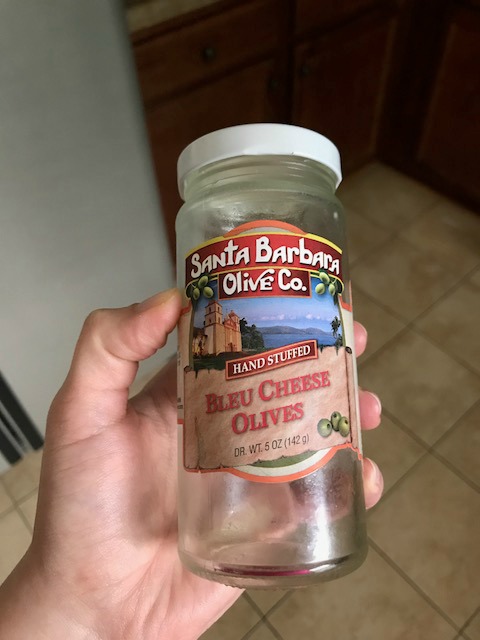 Santa Barbara
Olive Co.
HAND STUFFED
BLEU CHEESE
OLIVES
DR. WT. 5 OZ (142 g)